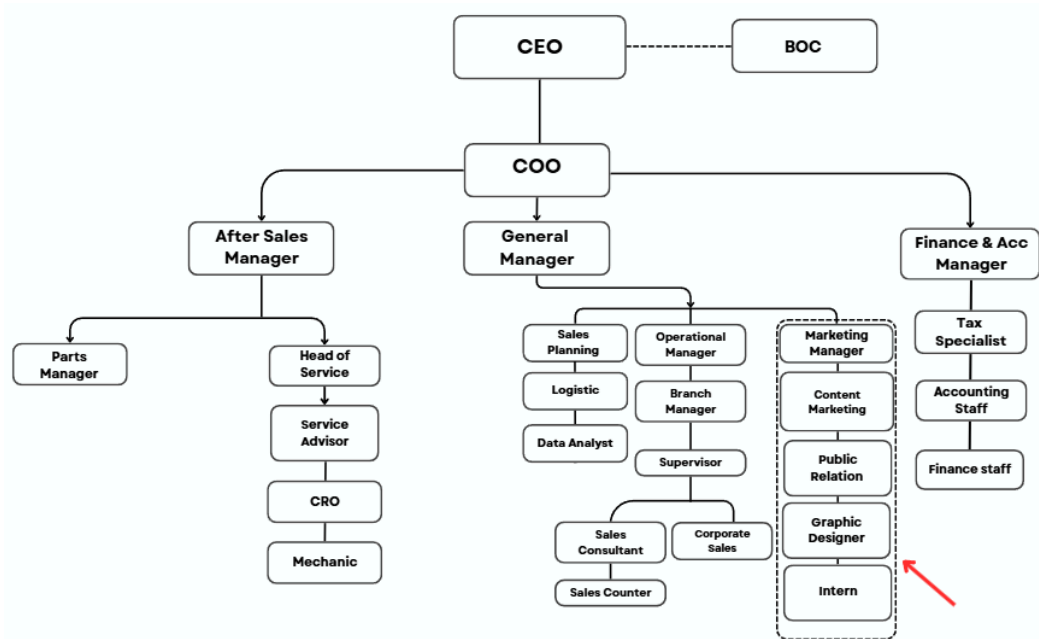 CEO
BOC
COO
After Sales
Manager
General
Manager
Finance & Acc
Manager
Parts
Manager
Head of
Service
Service
Advisor
CRO
Mechanic
Sales
Planning
Logistic
Data Analyst
Operational
Manager
Branch
Manager
Supervisor
Sales
Consultant
Sales Counter
Corporate
Sales
Marketing
Manager
Content
Marketing
Public
Relation
Graphic
Designer
Intern
Tax
Specialist
Accounting
Staff
Finance staff